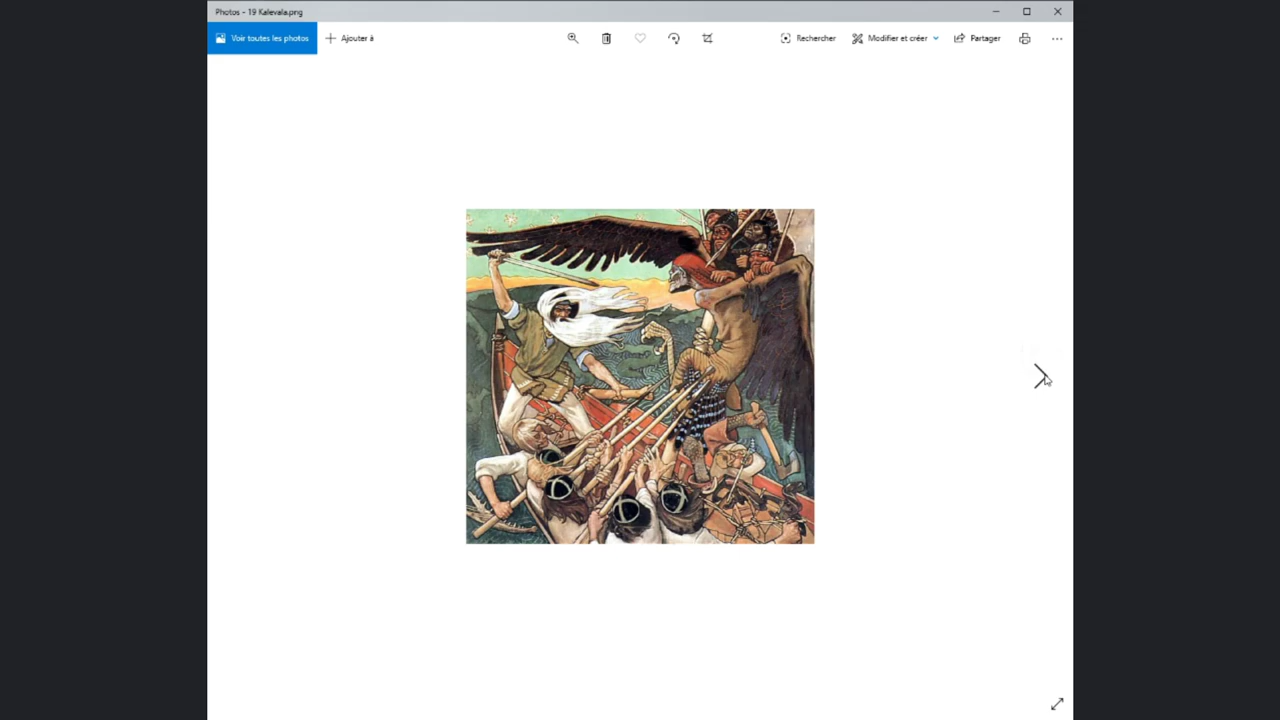 Photos - 19 Kalevala.png
Voir toutes les photos
Ajouter à
Rechercher
Modifier et créer
Partager